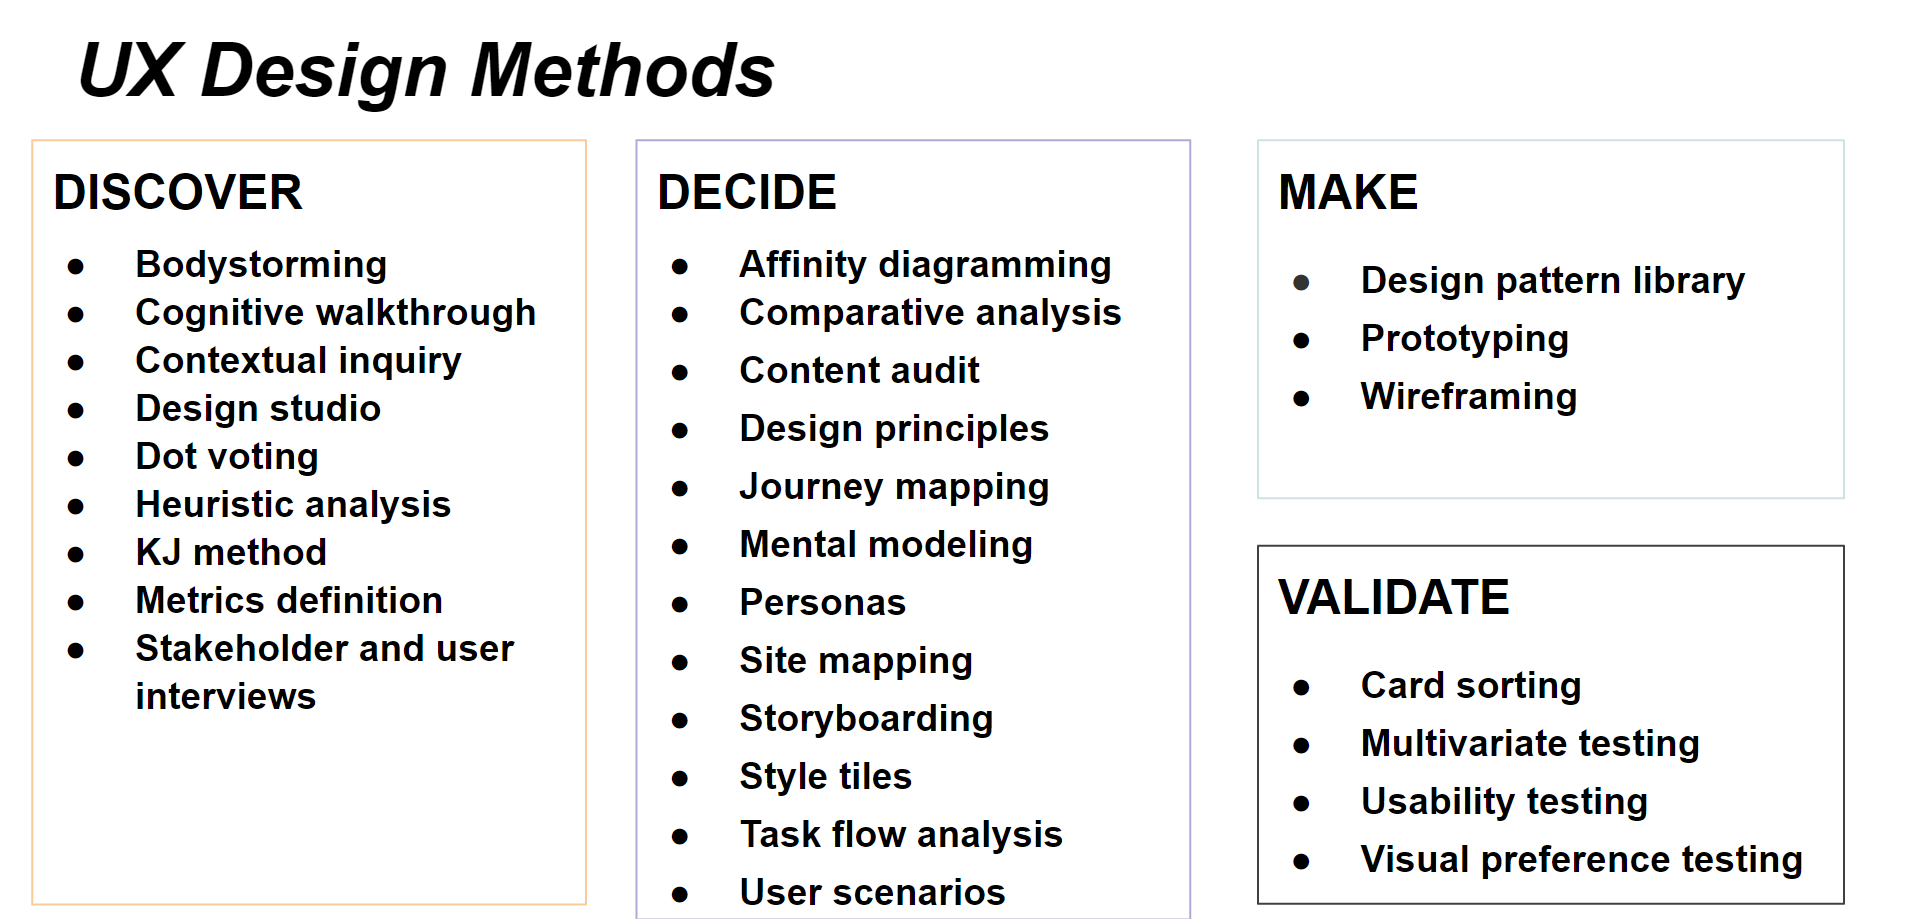 UX Design Methods
DISCOVER
● Bodystorming
● Cognitive walkthrough
● Contextual inquiry
● Design studio
● Dot voting
● Heuristic analysis
● KJ method
● Metrics definition
● Stakeholder and user
interviews
DECIDE
● Affinity diagramming
● Comparative analysis
● Content audit
● Design principles
● Journey mapping
● Mental modeling
● Personas
● Site mapping
● Storyboarding
● Style tiles
● Task flow analysis
● User scenarios
MAKE
● Design pattern library
● Prototyping
● Wireframing
VALIDATE
● Card sorting
● Multivariate testing
● Usability testing
● Visual preference testing